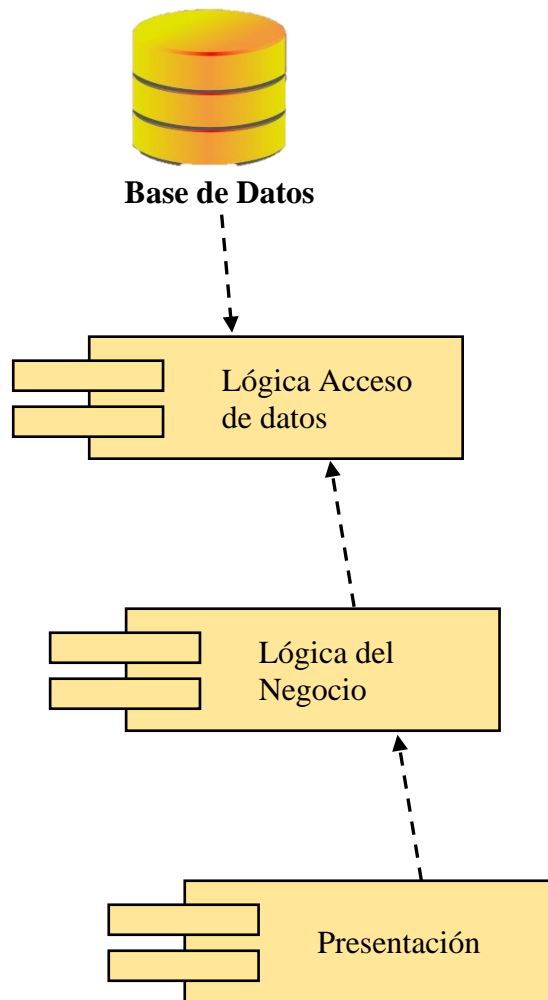 Base de Datos
Lógica Acceso
de datos
Lógica del
Negocio
Presentación